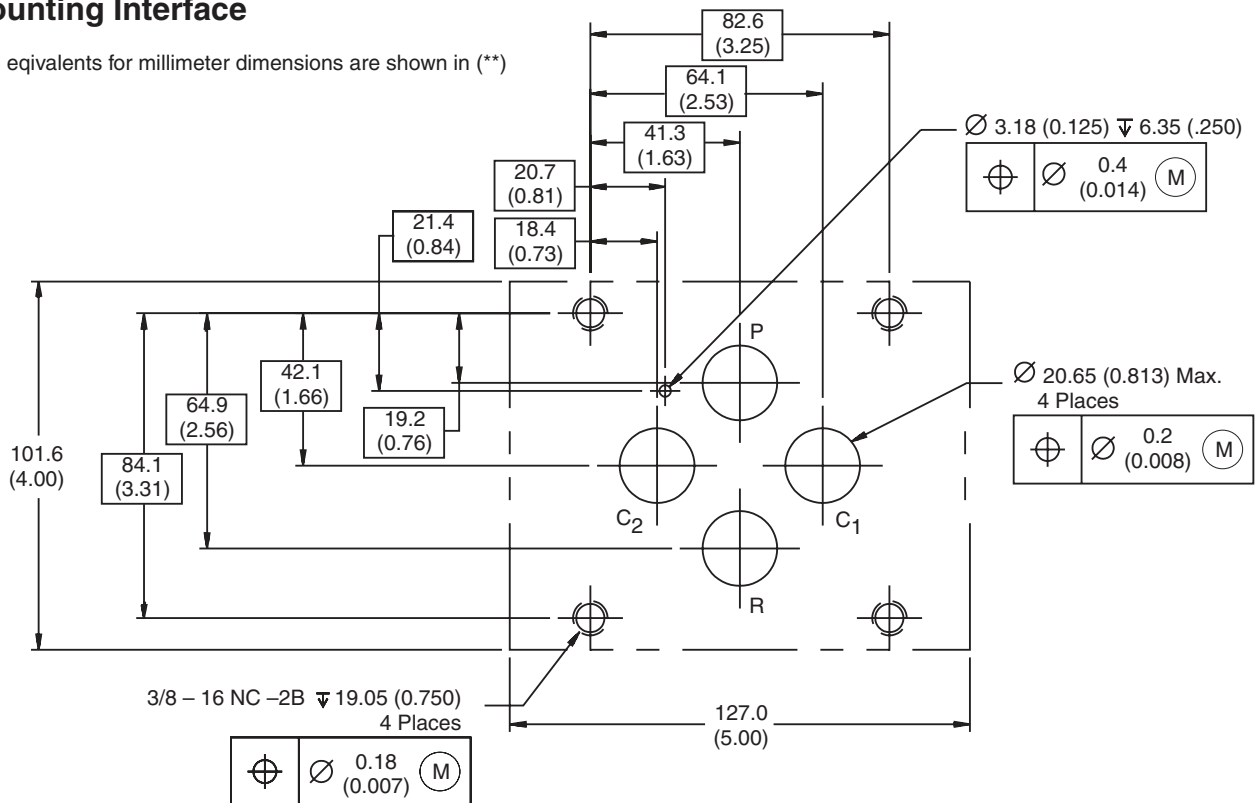 ounting Interface
eqivalents for millimeter dimensions are shown in (**)
82.6
(3.25)
64.1
(2.53)
41.3
(1.63)
20.7
(0.81)
21.4
(0.84)
18.4
(0.73)
Ø 3.18 (0.125) ↧ 6.35 (.250)
⌖ Ø 0.4
(0.014) Ⓜ
P
42.1
(1.66)
64.9
(2.56)
19.2
(0.76)
101.6
(4.00)
84.1
(3.31)
Ø 20.65 (0.813) Max.
4 Places
⌖ Ø 0.2
(0.008) Ⓜ
C2
C1
R
3/8 – 16 NC –2B ↧ 19.05 (0.750)
4 Places
⌖ Ø 0.18
(0.007) Ⓜ
127.0
(5.00)